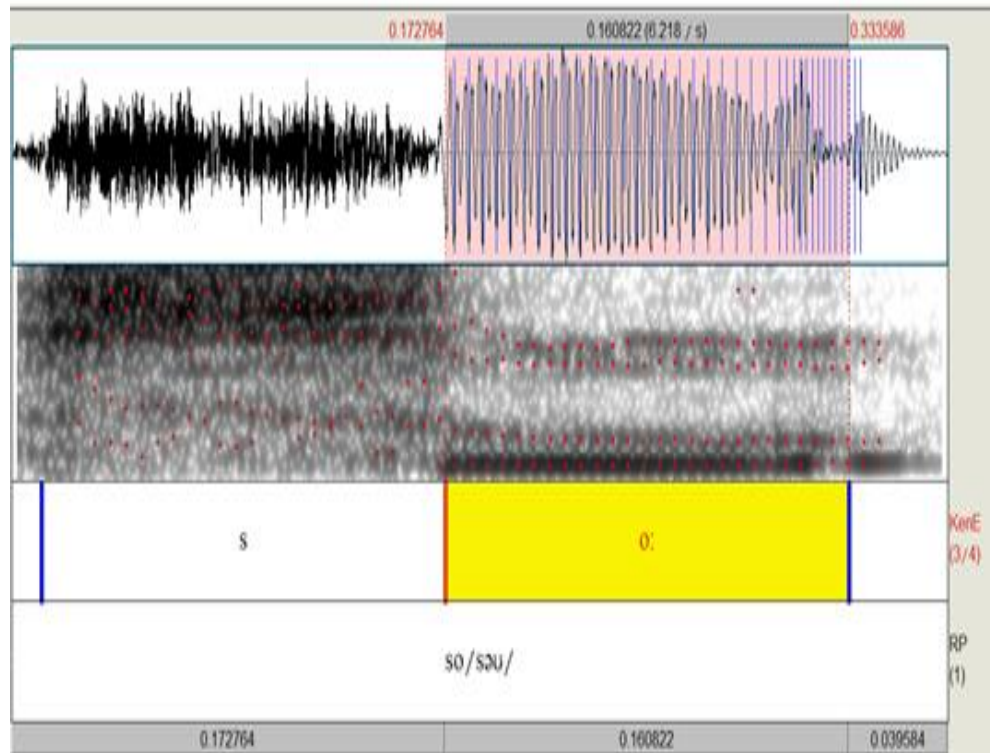 0.172764 0.160822 (6.218 / s) 0.333586
s oː KenE
(3/4)
so/səʊ/ RP
(1)
0.172764 0.160822 0.039584